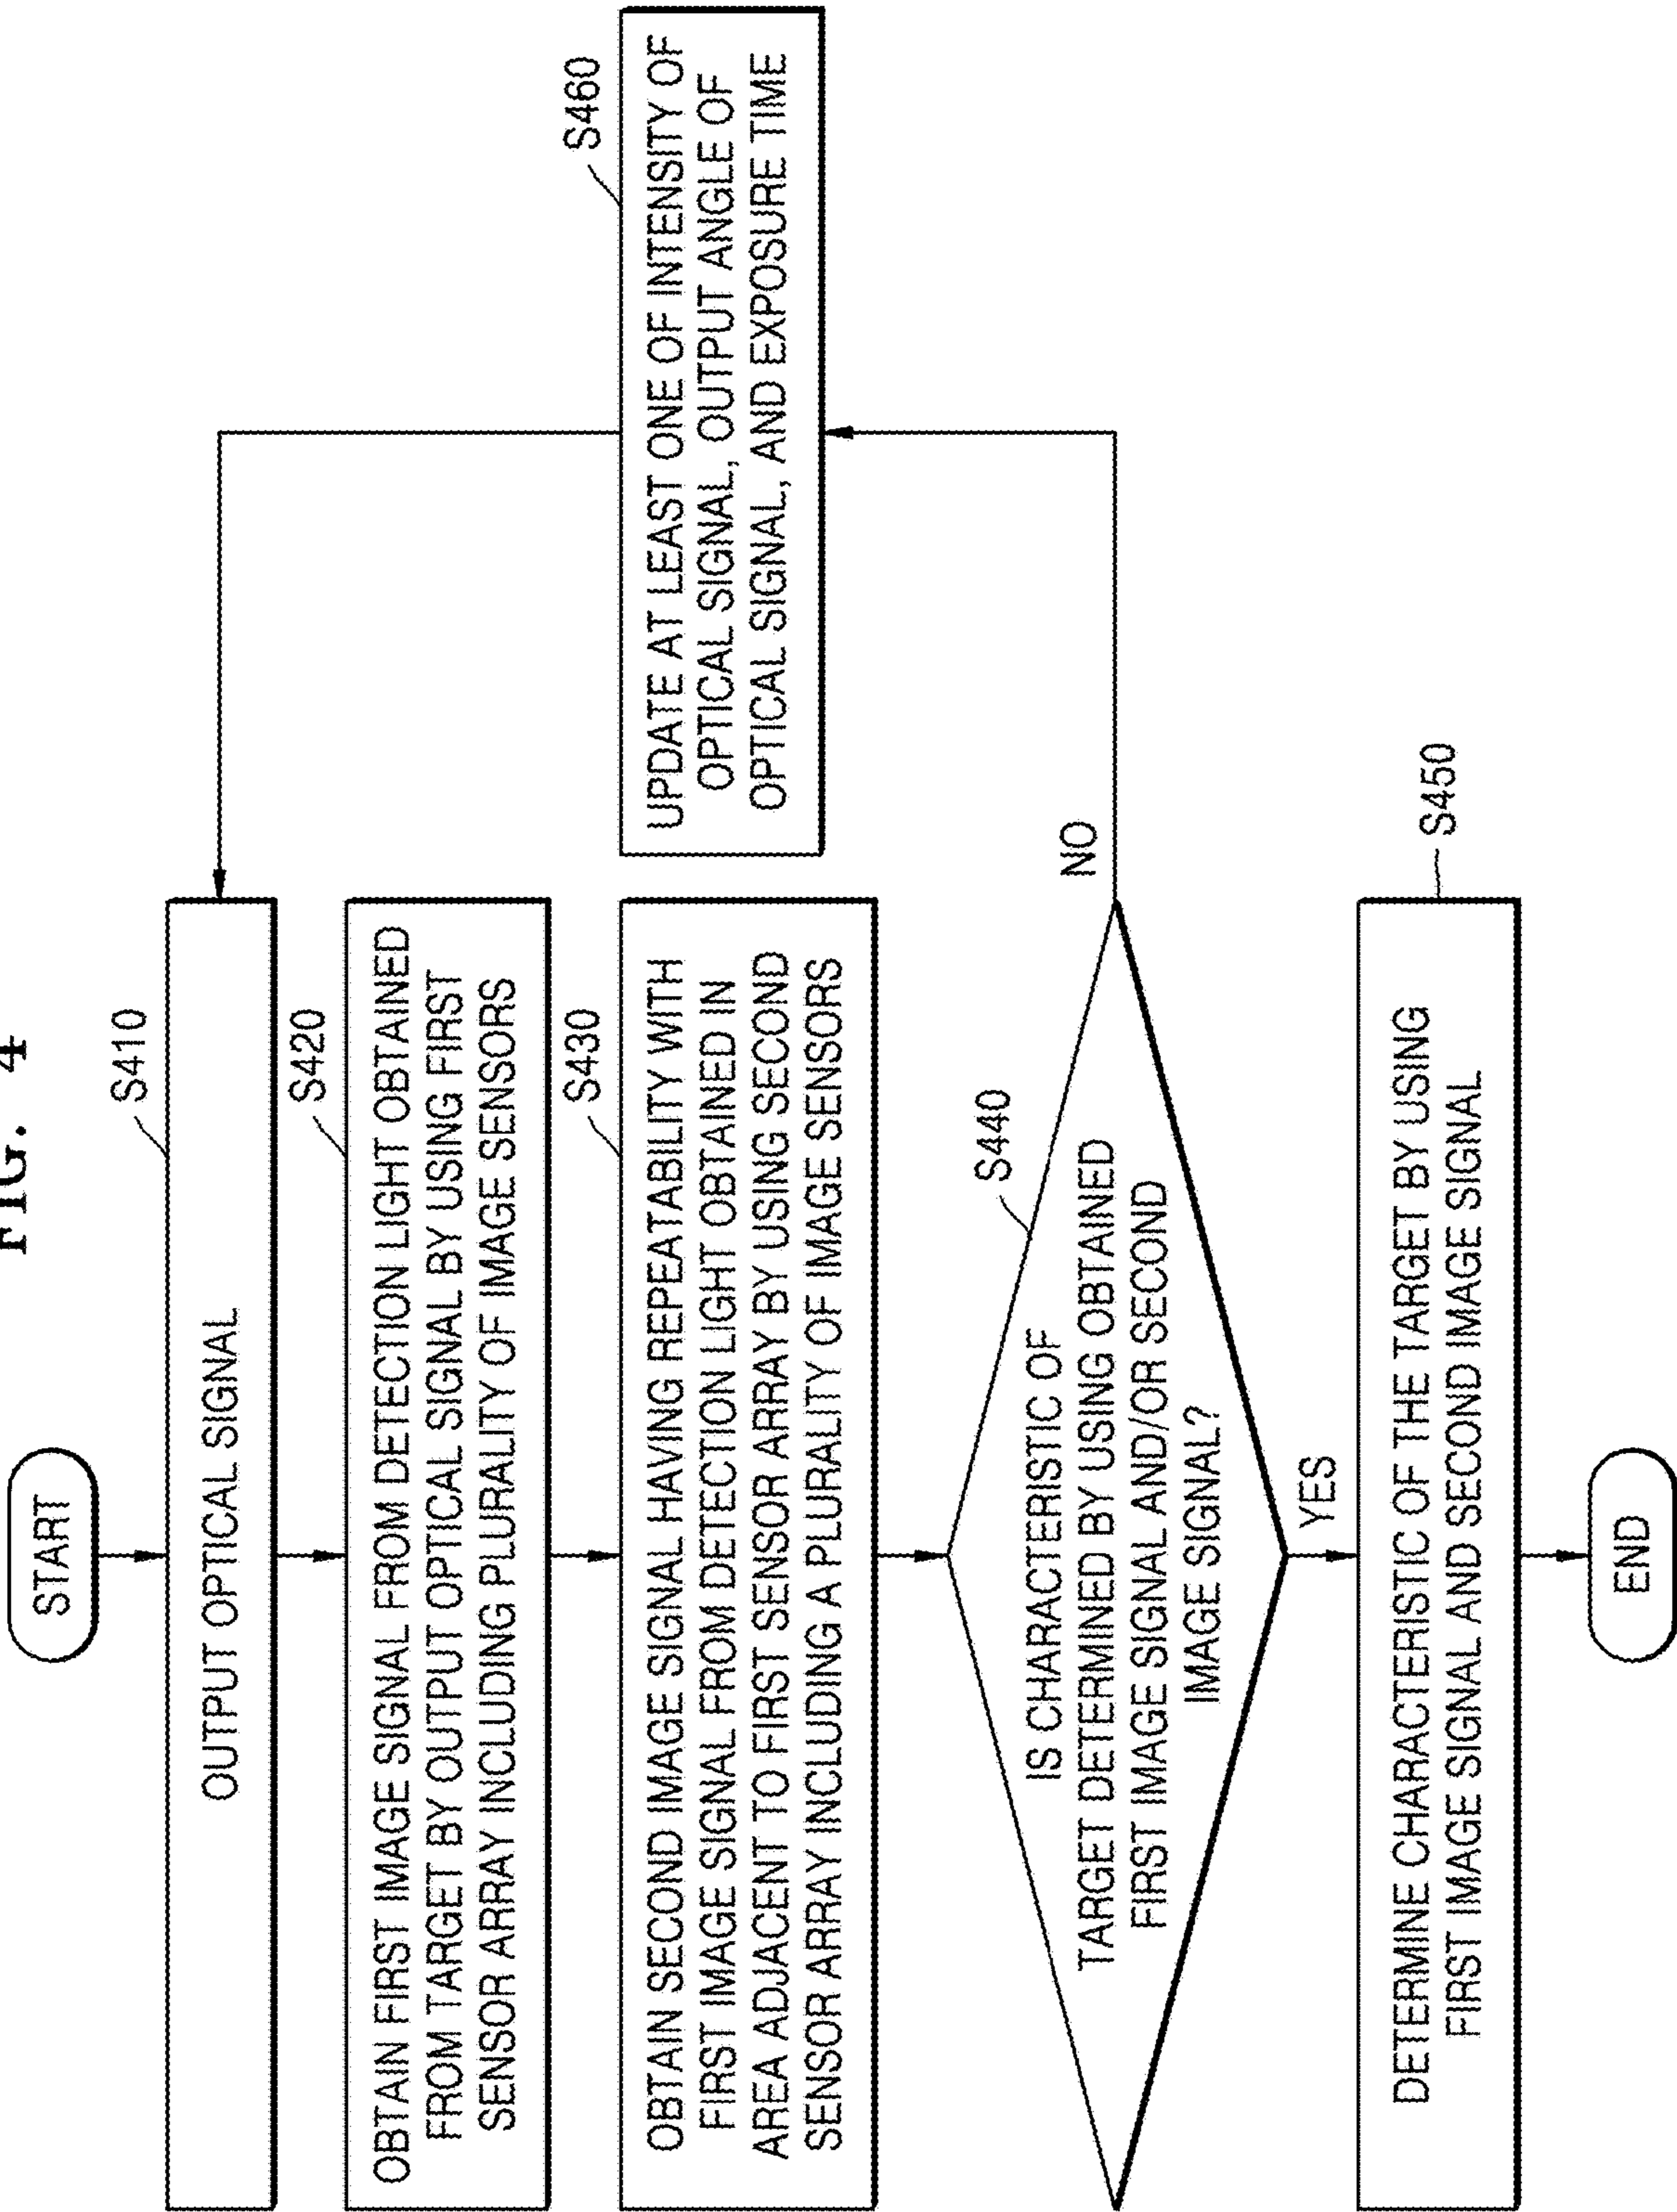 FIG. 4
START
S410
OUTPUT OPTICAL SIGNAL
S420
OBTAIN FIRST IMAGE SIGNAL FROM DETECTION LIGHT OBTAINED
FROM TARGET BY OUTPUT OPTICAL SIGNAL BY USING FIRST
SENSOR ARRAY INCLUDING PLURALITY OF IMAGE SENSORS
S430
OBTAIN SECOND IMAGE SIGNAL HAVING REPEATABILITY WITH
FIRST IMAGE SIGNAL FROM DETECTION LIGHT OBTAINED IN
AREA ADJACENT TO FIRST SENSOR ARRAY BY USING SECOND
SENSOR ARRAY INCLUDING A PLURALITY OF IMAGE SENSORS
S460
UPDATE AT LEAST ONE OF INTENSITY OF
OPTICAL SIGNAL, OUTPUT ANGLE OF
OPTICAL SIGNAL, AND EXPOSURE TIME
S440
IS CHARACTERISTIC OF
TARGET DETERMINED BY USING OBTAINED
FIRST IMAGE SIGNAL AND/OR SECOND
IMAGE SIGNAL?
NO
YES
S450
DETERMINE CHARACTERISTIC OF THE TARGET BY USING
FIRST IMAGE SIGNAL AND SECOND IMAGE SIGNAL
END